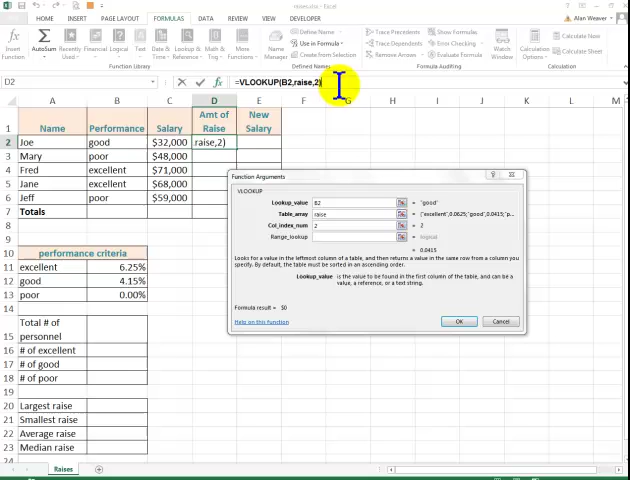 raises.xlsx - Excel
HOME INSERT PAGE LAYOUT FORMULAS DATA REVIEW VIEW DEVELOPER Alan Weaver
Insert Function
AutoSum
Recently Used
Financial
Logical
Text
Date & Time
Lookup & Reference
Math & Trig
More Functions
Name Manager
Define Name
Use in Formula
Create from Selection
Trace Precedents
Trace Dependents
Remove Arrows
Show Formulas
Error Checking
Evaluate Formula
Watch Window
Calculation Options
Calculate Now
Calculate Sheet
Function Library Defined Names Formula Auditing Calculation
D2 fx =VLOOKUP(B2,raise,2)
A B C D E F G H I J K L M
1 Name Performance Salary Amt of Raise New Salary
2 Joe good $32,000 raise,2)
3 Mary poor $48,000
4 Fred excellent $71,000
5 Jane excellent $68,000
6 Jeff poor $59,000
7 Totals
8
9
10 performance criteria
11 excellent 6.25%
12 good 4.15%
13 poor 0.00%
14
15 Total # of personnel
16 # of excellent
17 # of good
18 # of poor
19
20 Largest raise
21 Smallest raise
22 Average raise
23 Median raise
24
Function Arguments
VLOOKUP
Lookup_value B2 = "good"
Table_array raise = {"excellent",0.0625;"good",0.0415;"p...
Col_index_num 2 = 2
Range_lookup = logical
= 0.0415
Looks for a value in the leftmost column of a table, and then returns a value in the same row from a column you
specify. By default, the table must be sorted in an ascending order.
Lookup_value is the value to be found in the first column of the table, and can be a
value, a reference, or a text string.
Formula result = $0
Help on this function
OK Cancel
Raises